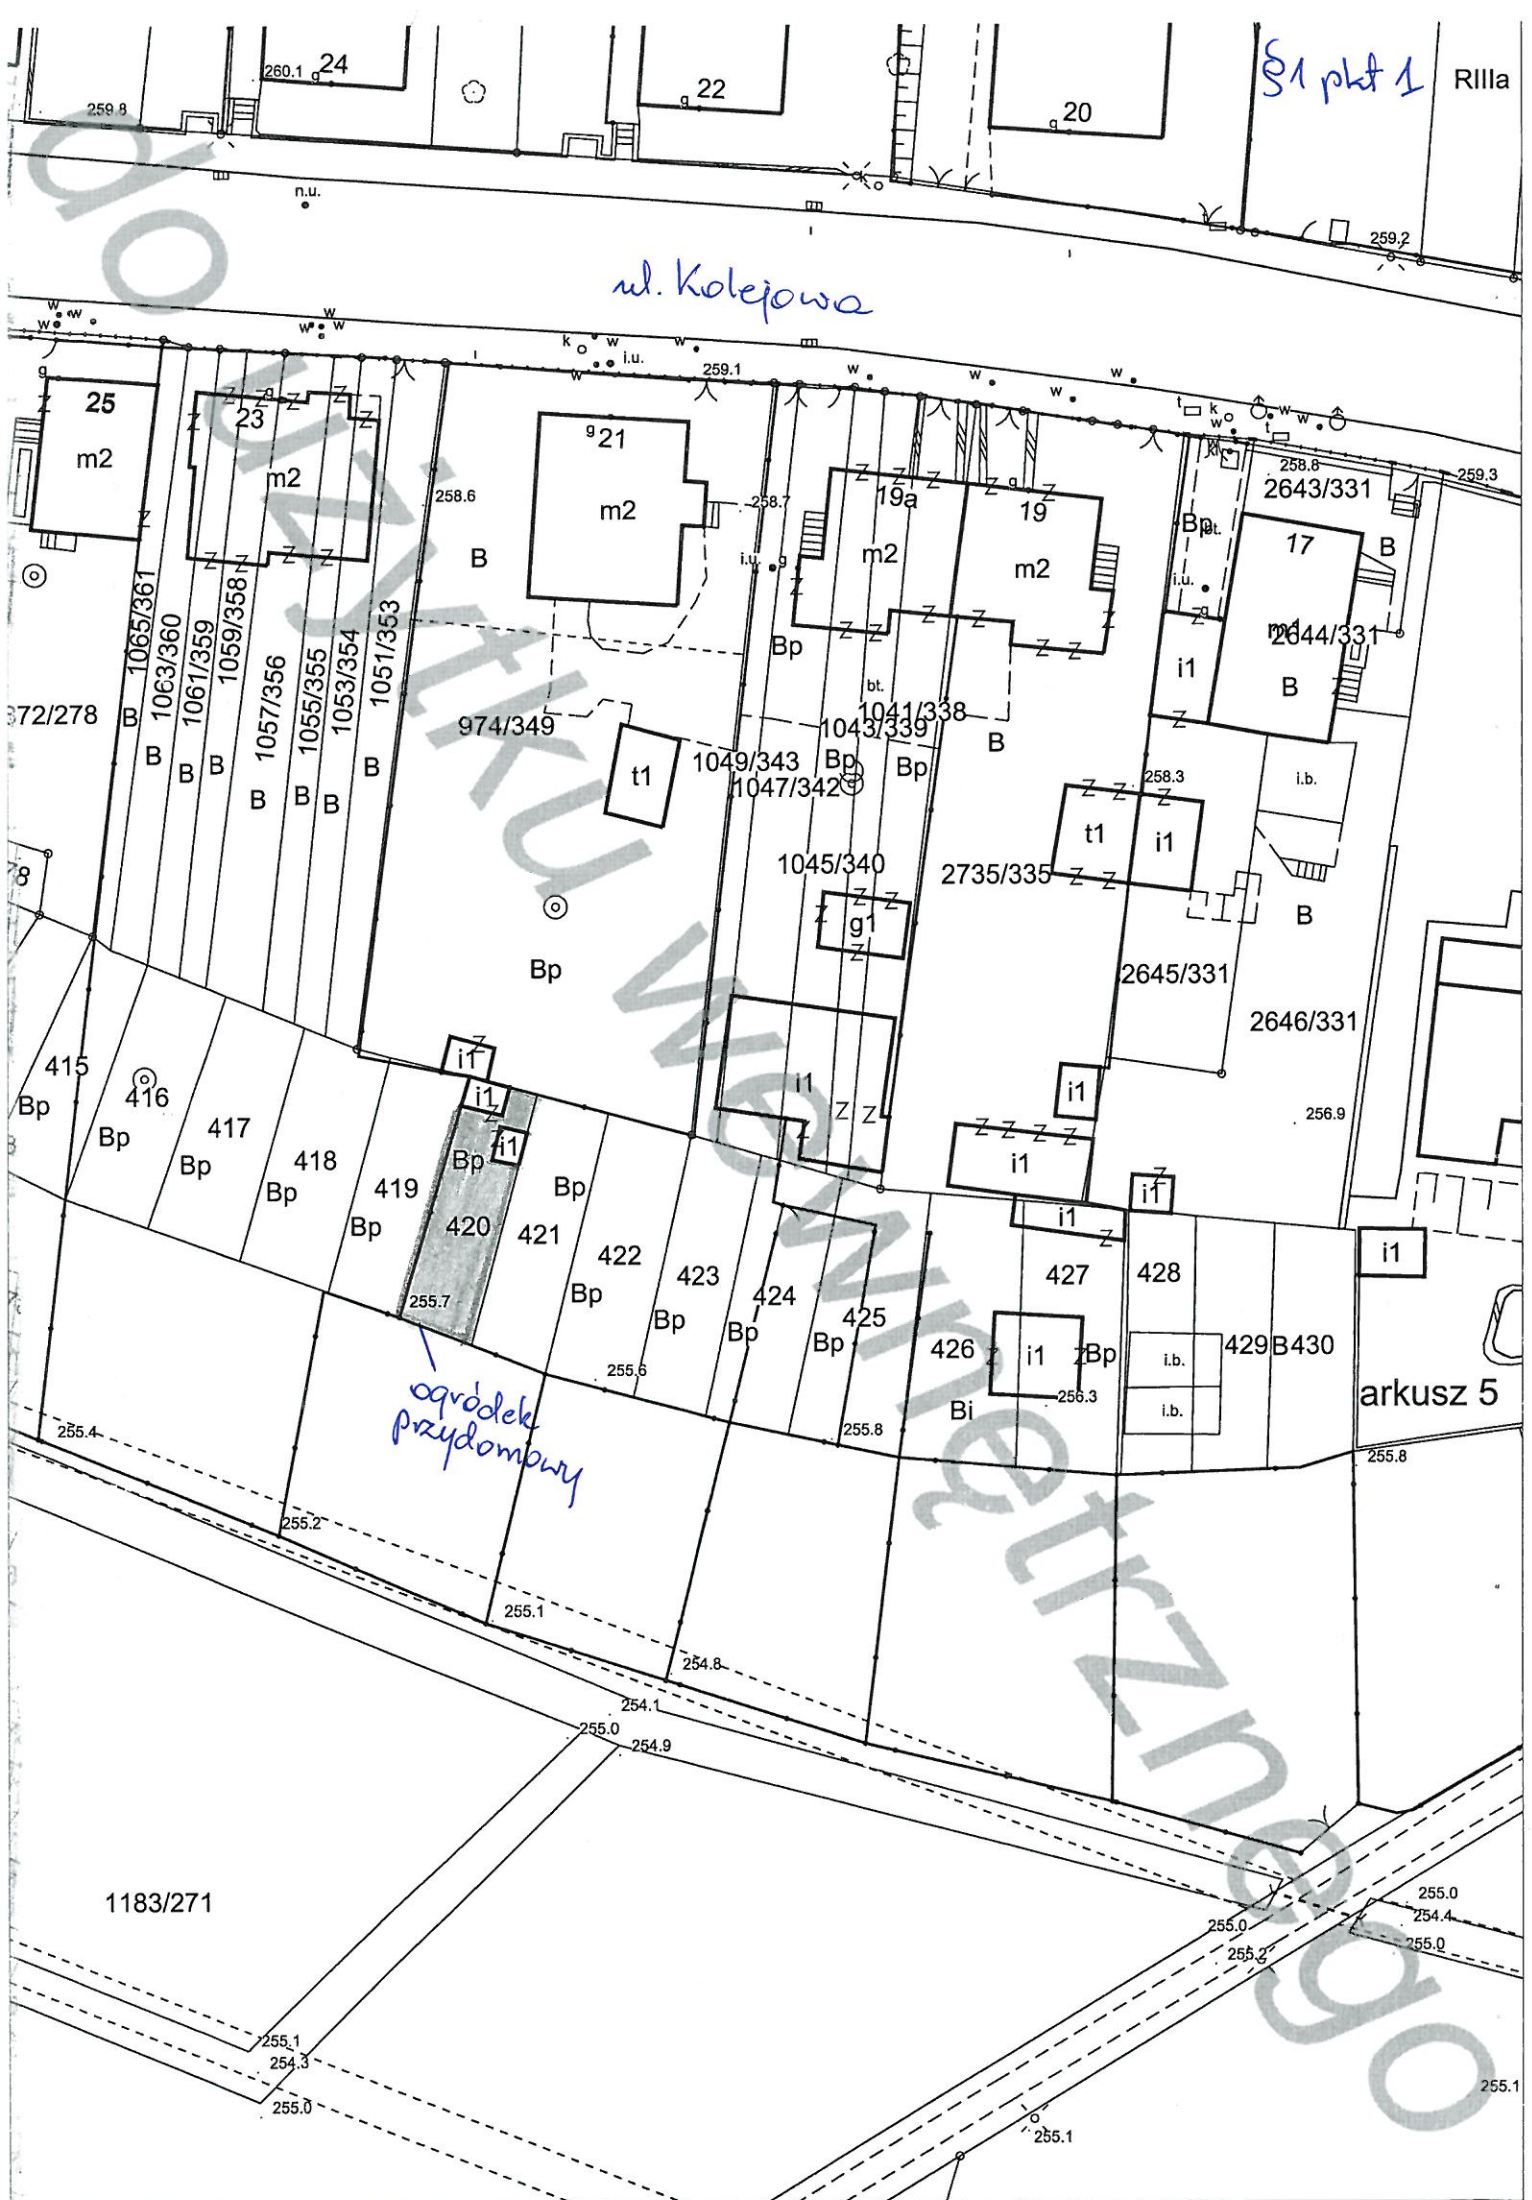 24
260.1
g
22
g
20
g
§1 pkt 1
RIIIa
259.8
n.u.
k
259.2
ul. Kolejowa
w
w
w
w
w
w
w
k
w
i.u.
w
w
259.1
w
w
w
w
t
k
w
w
t
w
258.8
259.3
g
25
m2
23
g
m2
g
21
m2
258.6
258.7
19a
g
19
m2
m2
2643/331
17
B
Bp
bt.
i.u.
g
i.u.
g
B
1065/361
1063/360
1061/359
1059/358
1057/356
1055/355
1053/354
1051/353
Bp
m1
2644/331
i1
B
bt.
72/278
B
B
B
B
B
B
B
B
974/349
1041/338
1043/339
B
t1
1049/343
1047/342
Bp
Bp
258.3
i.b.
t1
i1
1045/340
2735/335
g1
B
8
Bp
2645/331
2646/331
415
Bp
416
Bp
417
Bp
418
Bp
419
Bp
i1
i1
i1
Bp
420
255.7
Bp
421
422
Bp
423
Bp
424
Bp
425
Bp
i1
i1
256.9
i1
i1
i1
427
428
i1
426
i1
Bp
i.b.
i.b.
429
B
430
Bi
256.3
arkusz 5
255.6
255.8
255.8
ogródek
przydomowy
255.4
255.2
255.1
254.8
254.1
255.0
254.9
1183/271
255.0
254.4
255.0
255.0
255.2
255.1
254.3
255.0
255.1
255.1
do użytku wewnętrznego